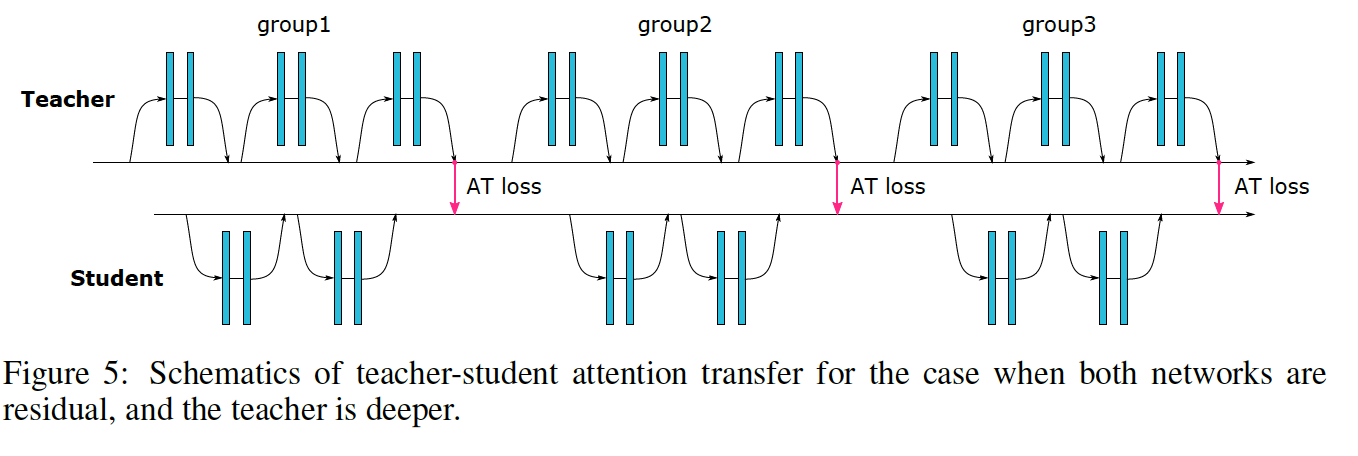 group1 group2 group3
Teacher
AT loss AT loss AT loss
Student
Figure 5: Schematics of teacher-student attention transfer for the case when both networks are
residual, and the teacher is deeper.